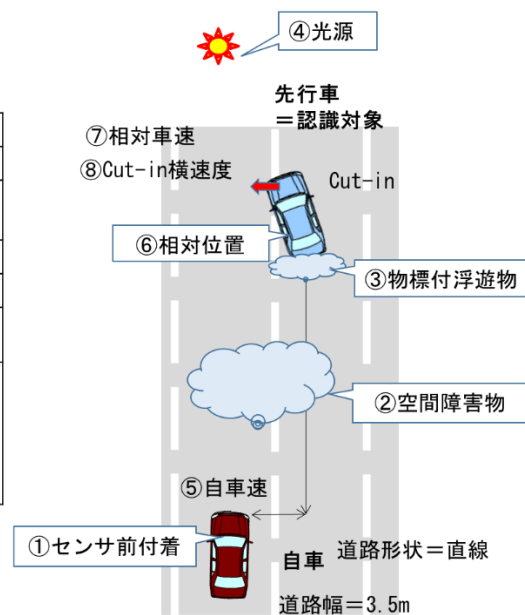 ④光源
先行車
＝認識対象
⑦相対車速
⑧Cut-in横速度
Cut-in
⑥相対位置
③物標付浮遊物
②空間障害物
⑤自車速
①センサ前付着
自車
道路形状＝直線
道路幅＝3.5m